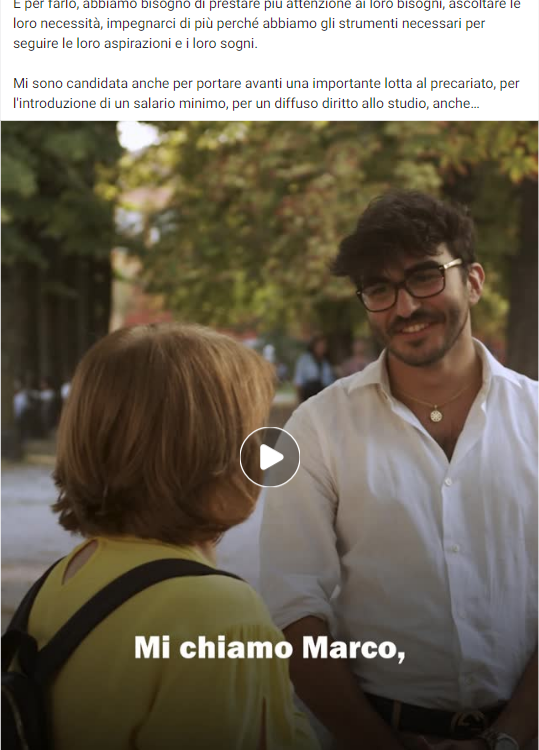 E per farlo, abbiamo bisogno di prestare più attenzione ai loro bisogni, ascoltare le
loro necessità, impegnarci di più perché abbiamo gli strumenti necessari per
seguire le loro aspirazioni e i loro sogni.
Mi sono candidata anche per portare avanti una importante lotta al precariato, per
l'introduzione di un salario minimo, per un diffuso diritto allo studio, anche...
Mi chiamo Marco,